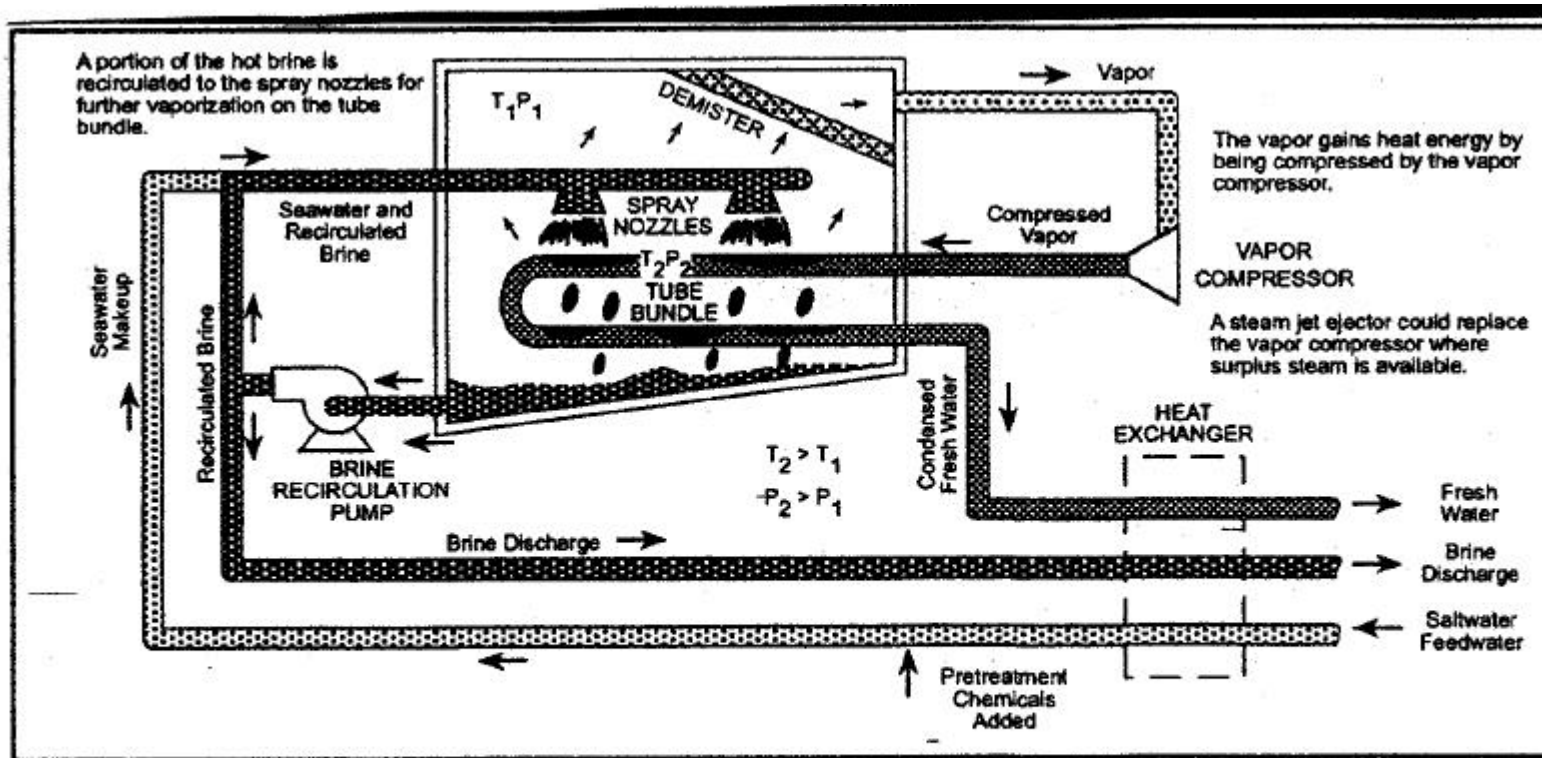 A portion of the hot brine is
recirculated to the spray nozzles for
further vaporization on the tube
bundle.
T₁P₁
DEMISTER
Vapor
The vapor gains heat energy by
being compressed by the vapor
compressor.
Seawater and
Recirculated
Brine
SPRAY
NOZZLES
Compressed
Vapor
VAPOR
COMPRESSOR
T₂P₂
TUBE
BUNDLE
Seawater
Makeup
Recirculated Brine
A steam jet ejector could replace
the vapor compressor where
surplus steam is available.
BRINE
RECIRCULATION
PUMP
T₂ > T₁
P₂ > P₁
Condensed
Fresh Water
HEAT
EXCHANGER
Fresh
Water
Brine Discharge
Brine
Discharge
Saltwater
Feedwater
Pretreatment
Chemicals
Added